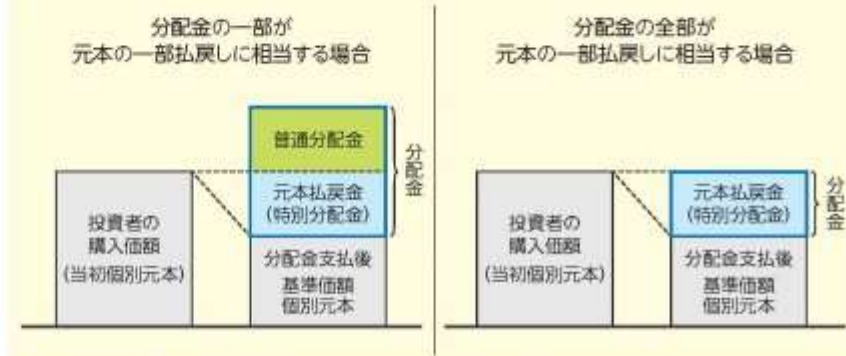 分配金の一部が
元本の一部払戻しに相当する場合
普通分配金
元本払戻金
(特別分配金)
分配金
投資者の
購入価額
(当初個別元本)
分配金支払後
基準価額
個別元本
分配金の全部が
元本の一部払戻しに相当する場合
元本払戻金
(特別分配金)
分配金
投資者の
購入価額
(当初個別元本)
分配金支払後
基準価額
個別元本